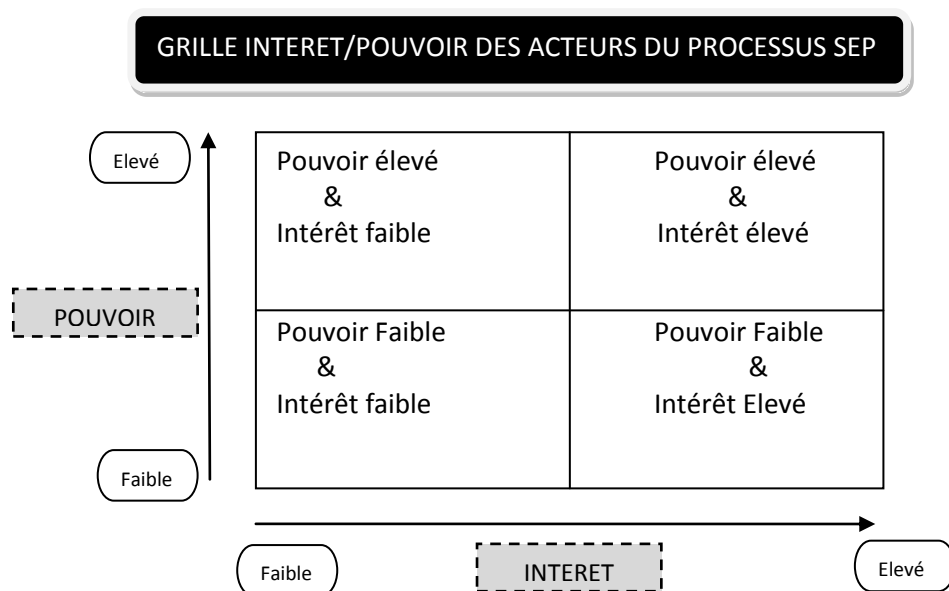 GRILLE INTERET/POUVOIR DES ACTEURS DU PROCESSUS SEP
Elevé
Pouvoir élevé
&
Intérêt faible
Pouvoir élevé
&
Intérêt élevé
POUVOIR
Pouvoir Faible
&
Intérêt faible
Pouvoir Faible
&
Intérêt Elevé
Faible
Faible
INTERET
Elevé